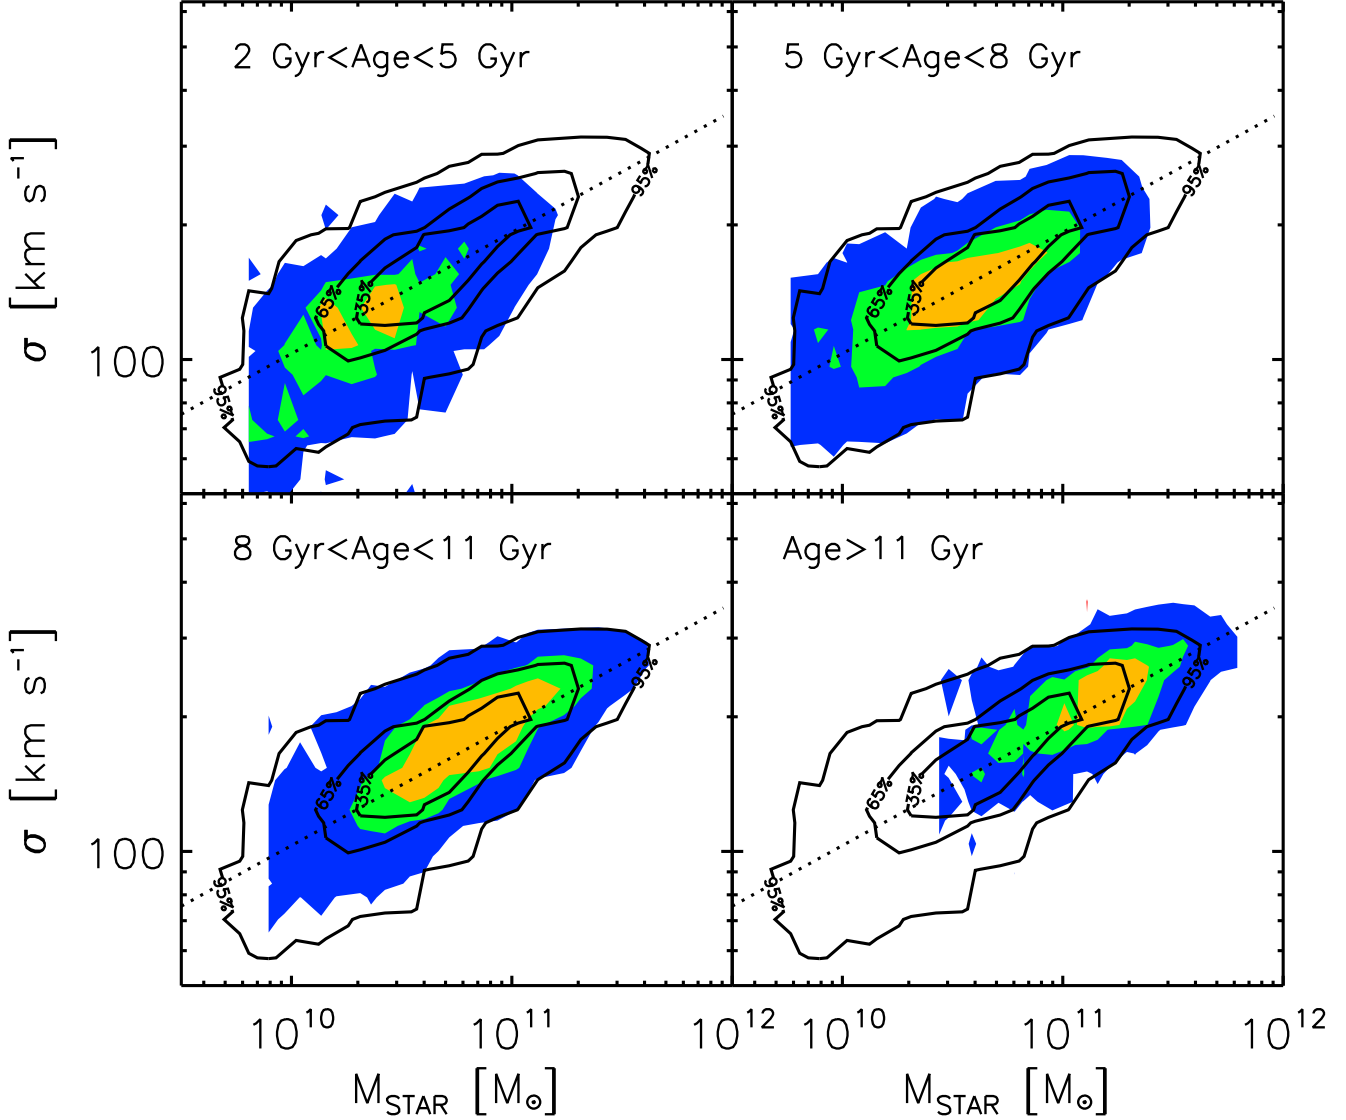 2 Gyr<Age<5 Gyr
5 Gyr<Age<8 Gyr
σ [km s⁻¹]
100
95%
65%
35%
95%
95%
65%
35%
95%
8 Gyr<Age<11 Gyr
Age>11 Gyr
σ [km s⁻¹]
100
95%
65%
35%
95%
95%
65%
35%
95%
10¹⁰ 10¹¹ 10¹² 10¹⁰ 10¹¹ 10¹²
M_STAR [M_⊙] M_STAR [M_⊙]